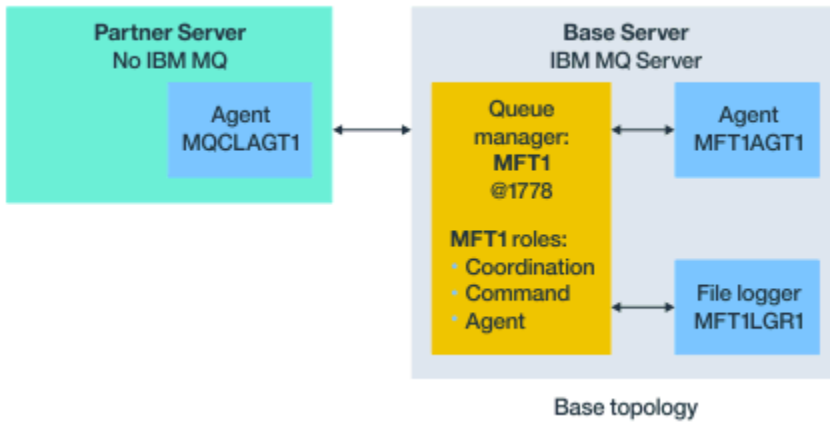 Partner Server
No IBM MQ
Agent
MQCLAGT1
Base Server
IBM MQ Server
Queue
manager:
MFT1
@1778
MFT1 roles:
• Coordination
• Command
• Agent
Agent
MFT1AGT1
File logger
MFT1LGR1
Base topology